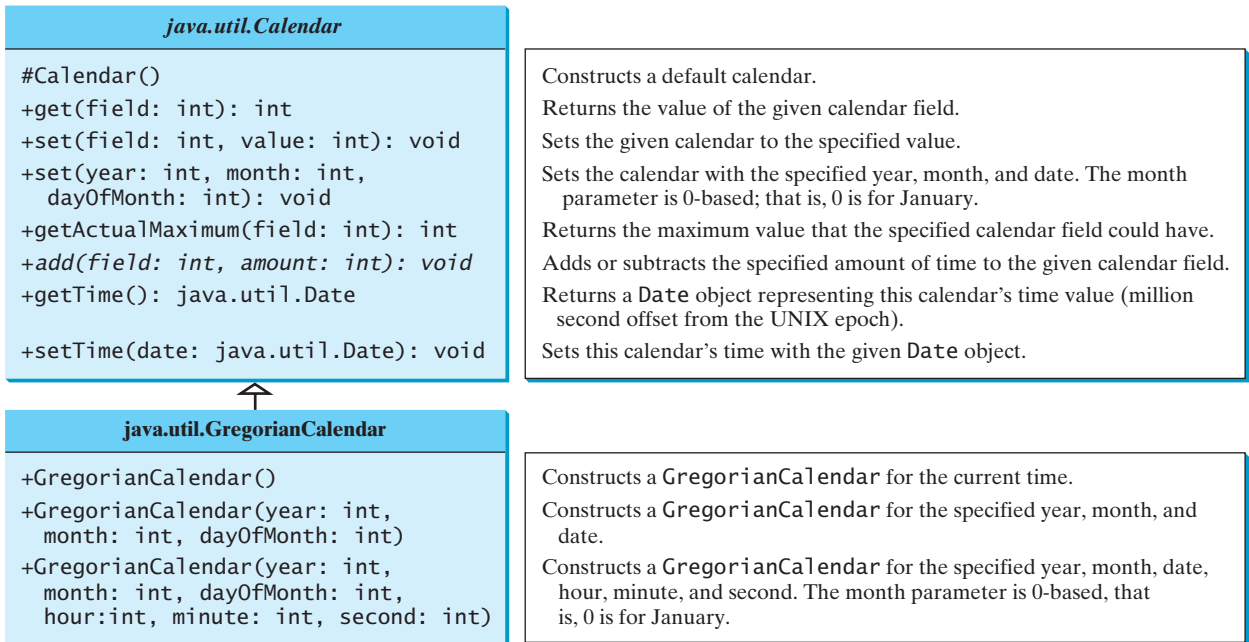 java.util.Calendar
#Calendar()
+get(field: int): int
+set(field: int, value: int): void
+set(year: int, month: int,
dayOfMonth: int): void
+getActualMaximum(field: int): int
+add(field: int, amount: int): void
+getTime(): java.util.Date
+setTime(date: java.util.Date): void
Constructs a default calendar.
Returns the value of the given calendar field.
Sets the given calendar to the specified value.
Sets the calendar with the specified year, month, and date. The month
parameter is 0-based; that is, 0 is for January.
Returns the maximum value that the specified calendar field could have.
Adds or subtracts the specified amount of time to the given calendar field.
Returns a Date object representing this calendar's time value (million
second offset from the UNIX epoch).
Sets this calendar's time with the given Date object.
java.util.GregorianCalendar
+GregorianCalendar()
+GregorianCalendar(year: int,
month: int, dayOfMonth: int)
+GregorianCalendar(year: int,
month: int, dayOfMonth: int,
hour:int, minute: int, second: int)
Constructs a GregorianCalendar for the current time.
Constructs a GregorianCalendar for the specified year, month, and
date.
Constructs a GregorianCalendar for the specified year, month, date,
hour, minute, and second. The month parameter is 0-based, that
is, 0 is for January.